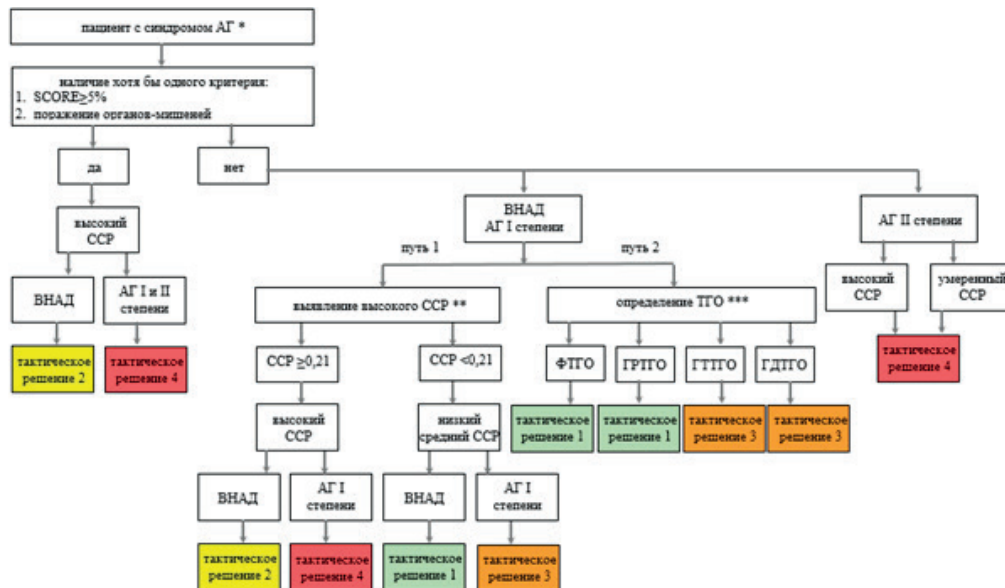 пациент с синдромом АГ *
наличие хотя бы одного критерия:
1. SCORE≥5%
2. поражение органов-мишеней
да
нет
высокий
ССР
ВНАД
АГ I и II
степени
тактическое
решение 2
тактическое
решение 4
ВНАД
АГ I степени
АГ II степени
путь 1
путь 2
выявление высокого ССР **
определение ТГО ***
высокий
ССР
умеренный
ССР
тактическое
решение 4
ССР ≥0,21
ССР <0,21
ФТГО
ГРТГО
ГТТГО
ГДТГО
тактическое
решение 1
тактическое
решение 1
тактическое
решение 3
тактическое
решение 3
высокий
ССР
низкий
средний ССР
ВНАД
АГ I
степени
ВНАД
АГ I
степени
тактическое
решение 2
тактическое
решение 4
тактическое
решение 1
тактическое
решение 3